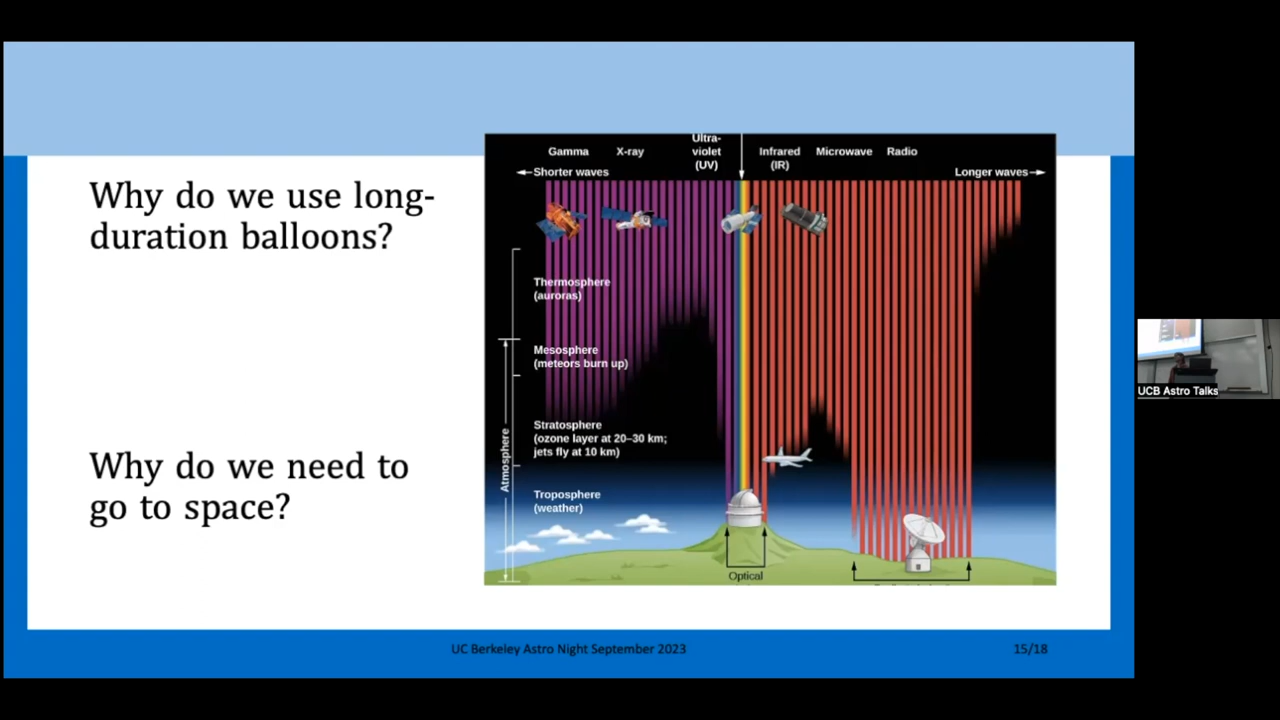 Why do we use long-
duration balloons?
Why do we need to
go to space?
Gamma
X-ray
Ultra-
violet
(UV)
Infrared
(IR)
Microwave
Radio
Shorter waves
Longer waves
Thermosphere
(auroras)
Mesosphere
(meteors burn up)
Stratosphere
(ozone layer at 20–30 km;
jets fly at 10 km)
Troposphere
(weather)
Atmosphere
Optical
UC Berkeley Astro Night September 2023
15/18
UCB Astro Talks